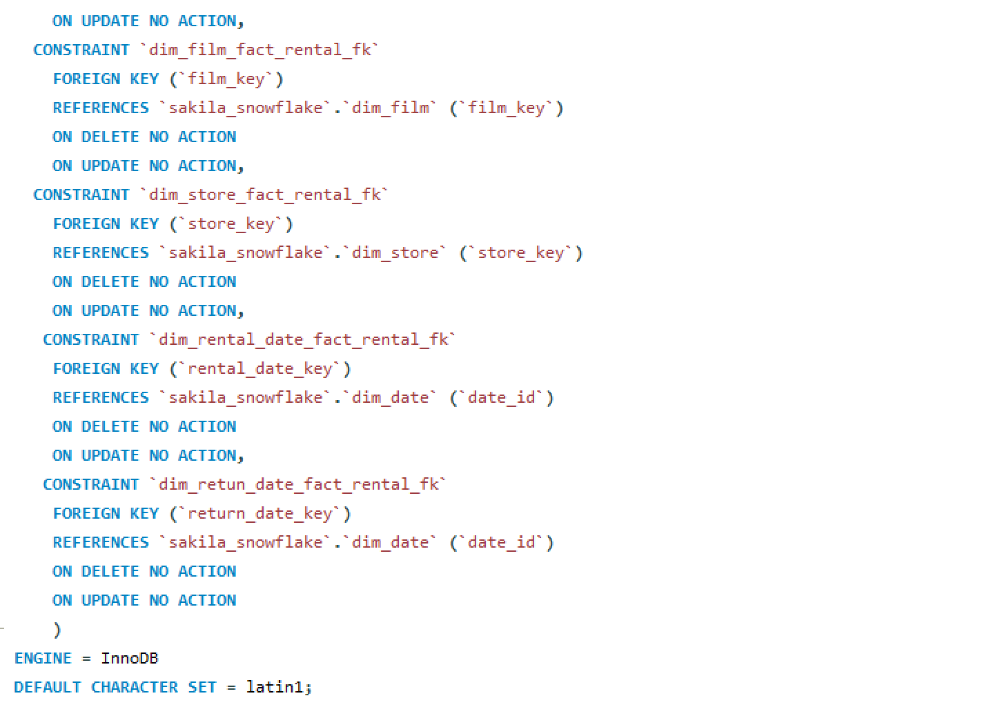 ON UPDATE NO ACTION,
CONSTRAINT `dim_film_fact_rental_fk`
FOREIGN KEY (`film_key`)
REFERENCES `sakila_snowflake`.`dim_film` (`film_key`)
ON DELETE NO ACTION
ON UPDATE NO ACTION,
CONSTRAINT `dim_store_fact_rental_fk`
FOREIGN KEY (`store_key`)
REFERENCES `sakila_snowflake`.`dim_store` (`store_key`)
ON DELETE NO ACTION
ON UPDATE NO ACTION,
CONSTRAINT `dim_rental_date_fact_rental_fk`
FOREIGN KEY (`rental_date_key`)
REFERENCES `sakila_snowflake`.`dim_date` (`date_id`)
ON DELETE NO ACTION
ON UPDATE NO ACTION,
CONSTRAINT `dim_retun_date_fact_rental_fk`
FOREIGN KEY (`return_date_key`)
REFERENCES `sakila_snowflake`.`dim_date` (`date_id`)
ON DELETE NO ACTION
ON UPDATE NO ACTION
)
ENGINE = InnoDB
DEFAULT CHARACTER SET = latin1;